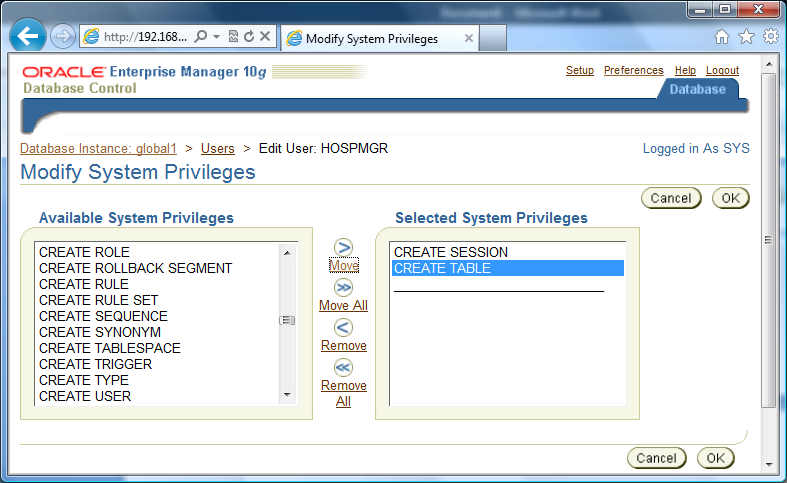 Document - Microsoft Word
http://192.168...
Modify System Privileges
ORACLE Enterprise Manager 10g
Database Control
Setup Preferences Help Logout
Database
Database Instance: global1 > Users > Edit User: HOSPMGR
Logged in As SYS
Modify System Privileges
Cancel OK
Available System Privileges
CREATE ROLE
CREATE ROLLBACK SEGMENT
CREATE RULE
CREATE RULE SET
CREATE SEQUENCE
CREATE SYNONYM
CREATE TABLESPACE
CREATE TRIGGER
CREATE TYPE
CREATE USER
Move
Move All
Remove
Remove
All
Selected System Privileges
CREATE SESSION
CREATE TABLE
Cancel OK